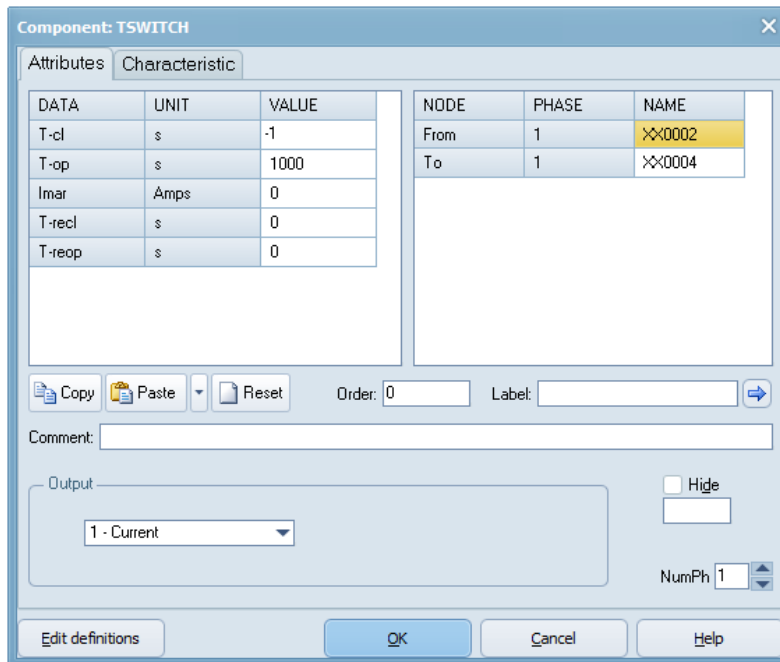 Component: TSWITCH
Attributes Characteristic
DATA UNIT VALUE
T-cl s -1
T-op s 1000
Imar Amps 0
T-recl s 0
T-reop s 0
NODE PHASE NAME
From 1 XX0002
To 1 XX0004
Copy Paste Reset Order: 0 Label:
Comment:
Output
1 - Current
Hide
NumPh 1
Edit definitions OK Cancel Help